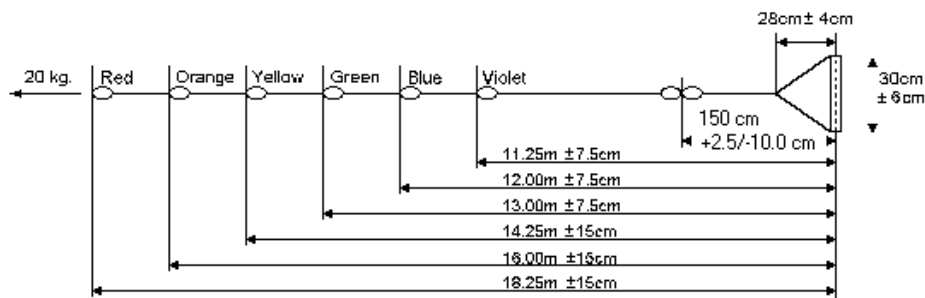 28cm± 4cm
20 kg. Red Orange Yellow Green Blue Violet
30cm
± 6cm
150 cm
+2.5/-10.0 cm
11.25m ±7.5cm
12.00m ±7.5cm
13.00m ±7.5cm
14.25m ±15cm
16.00m ±15cm
18.25m ±15cm